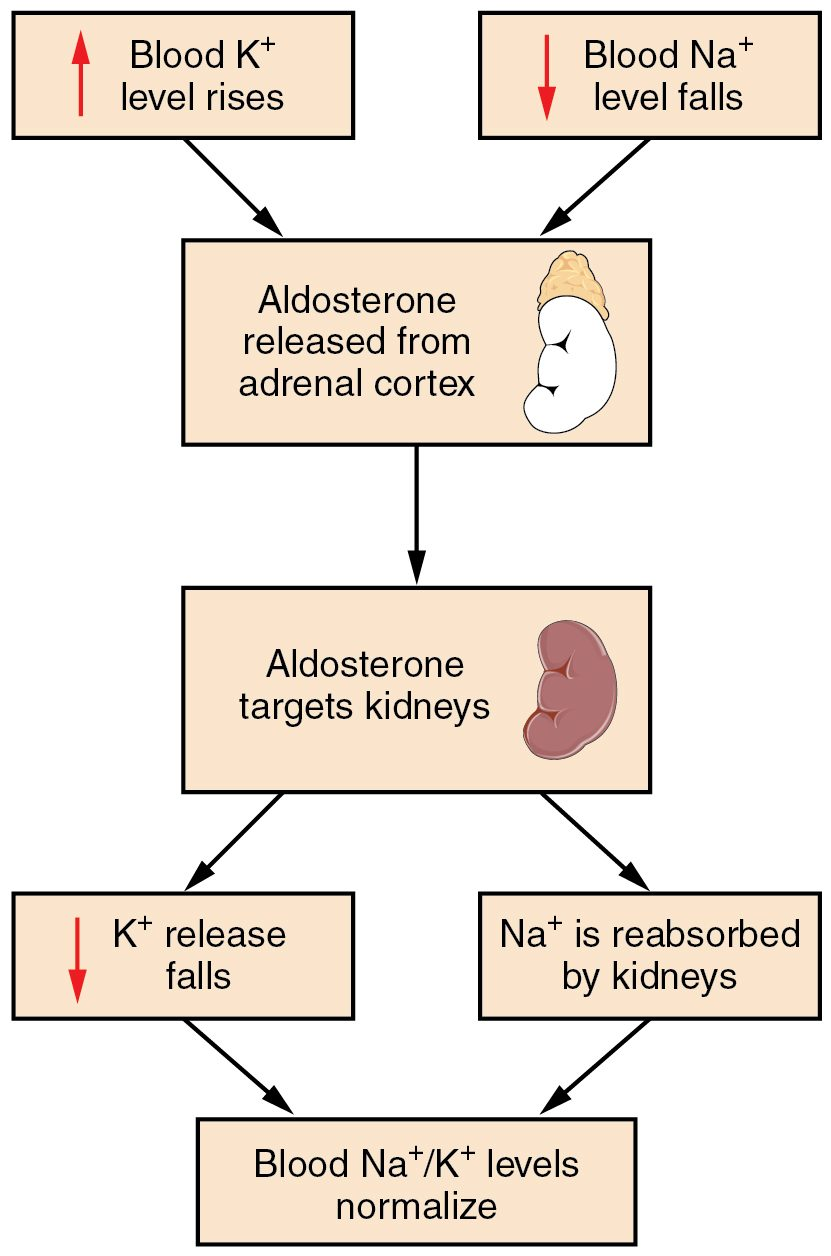 Blood K⁺
level rises
Blood Na⁺
level falls
Aldosterone
released from
adrenal cortex
Aldosterone
targets kidneys
K⁺ release
falls
Na⁺ is reabsorbed
by kidneys
Blood Na⁺/K⁺ levels
normalize